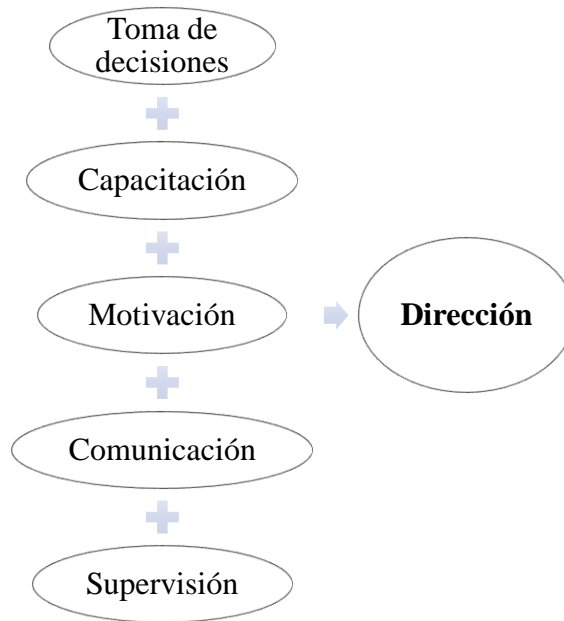 Toma de
decisiones
Capacitación
Motivación
Dirección
Comunicación
Supervisión